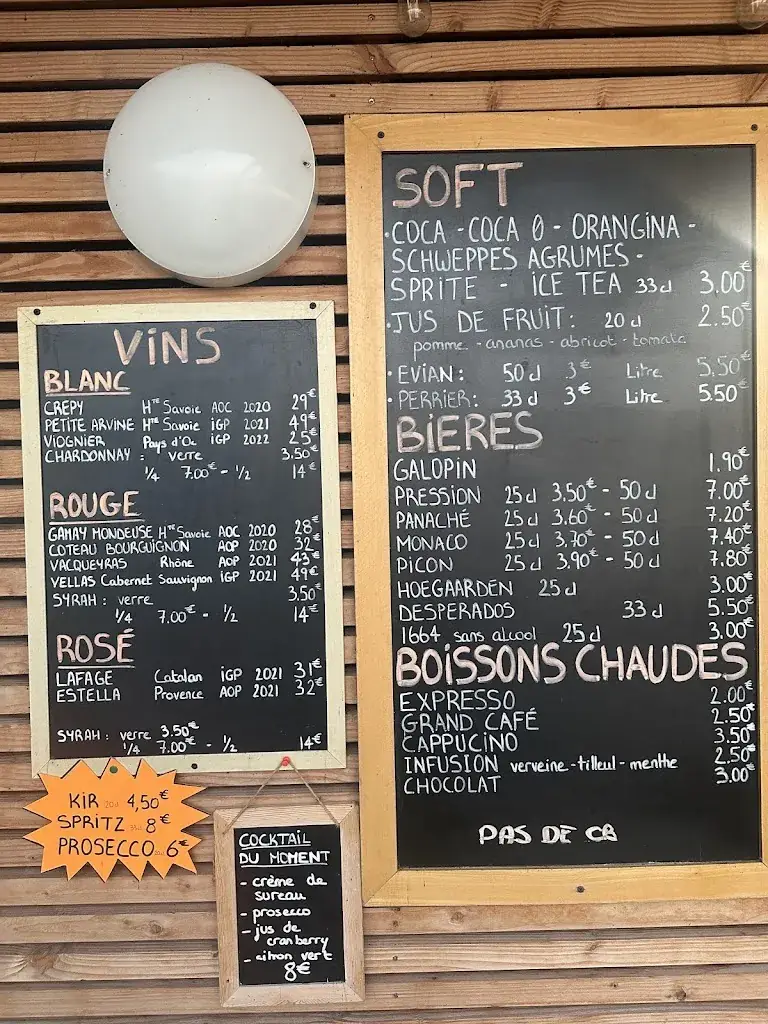 VINS
BLANC
CREPY Hte Savoie AOC 2020 29€
PETITE ARVINE Hte Savoie IGP 2021 49€
VIOGNIER Pays d'Oc IGP 2022 25€
CHARDONNAY : verre 3.50€
1/4 7.00€ - 1/2 14€
ROUGE
GAMAY MONDEUSE Hte Savoie AOC 2020 28€
COTEAU BOURGUIGNON AOP 2020 32€
VACQUEYRAS Rhône AOP 2021 43€
VELLAS Cabernet Sauvignon IGP 2021 49€
SYRAH : verre 3.50€
1/4 7.00€ - 1/2 14€
ROSÉ
LAFAGE Catalan IGP 2021 31€
ESTELLA Provence AOP 2021 32€
SYRAH : verre 3.50€
1/4 7.00€ - 1/2 14€
KIR 4,50€
SPRITZ 8€
PROSECCO 6€
COCKTAIL
DU MOMENT
- crème de
sureau
- prosecco
- jus de
cranberry
- citron vert
8€
SOFT
• COCA - COCA 0 - ORANGINA -
SCHWEPPES AGRUMES -
SPRITE - ICE TEA 33cl 3,00€
• JUS DE FRUIT : 20cl 2.50€
pomme - ananas - abricot - tomate
• EVIAN : 50cl 3€ Litre 5,50€
• PERRIER : 33cl 3€ Litre 5.50€
BIERES
GALOPIN 1.90€
PRESSION 25cl 3.50€ - 50cl 7.00€
PANACHÉ 25cl 3.60€ - 50cl 7.20€
MONACO 25cl 3.70€ - 50cl 7.40€
PICON 25cl 3.90€ - 50cl 7.80€
HOEGAARDEN 25cl 3.00€
DESPERADOS 33cl 5.50€
1664 sans alcool 25cl 3.00€
BOISSONS CHAUDES
EXPRESSO 2.00€
GRAND CAFÉ 2.50€
CAPPUCINO 3.50€
INFUSION verveine - tilleul - menthe 2.50€
CHOCOLAT 3.00€
PAS DE CB